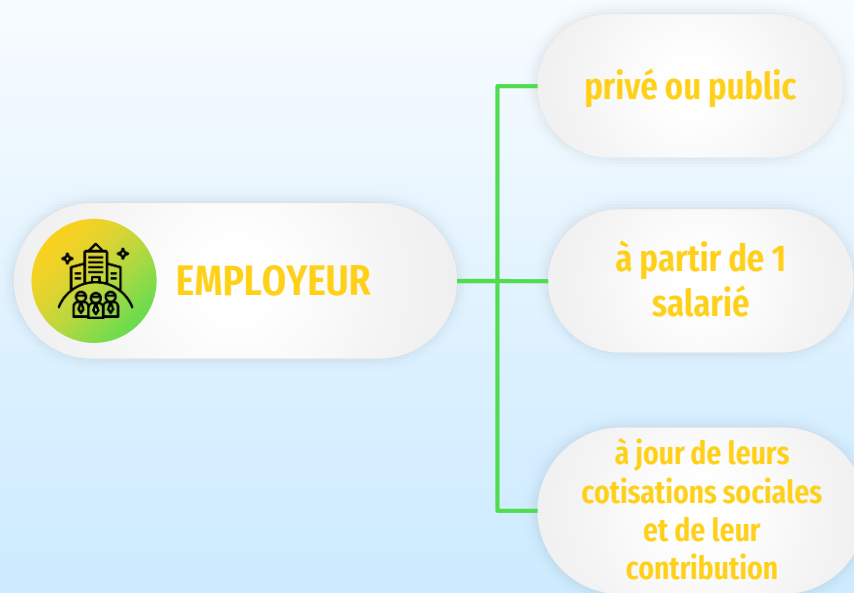 privé ou public
EMPLOYEUR
à partir de 1
salarié
à jour de leurs
cotisations sociales
et de leur
contribution